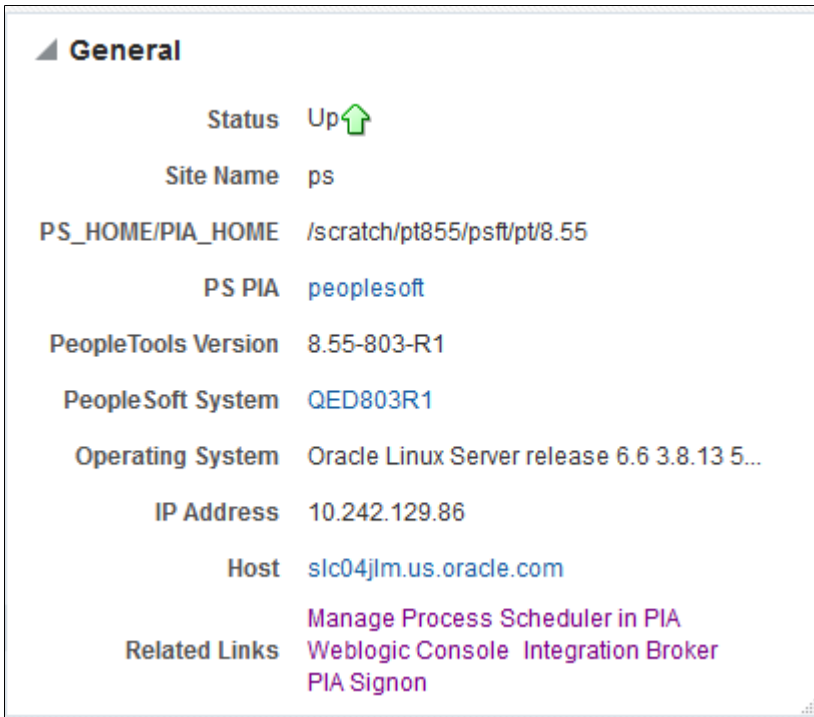 General
Status Up
Site Name ps
PS_HOME/PIA_HOME /scratch/pt855/psft/pt/8.55
PS PIA peoplesoft
PeopleTools Version 8.55-803-R1
PeopleSoft System QED803R1
Operating System Oracle Linux Server release 6.6 3.8.13 5...
IP Address 10.242.129.86
Host slc04jlm.us.oracle.com
Manage Process Scheduler in PIA
Related Links Weblogic Console Integration Broker
PIA Signon